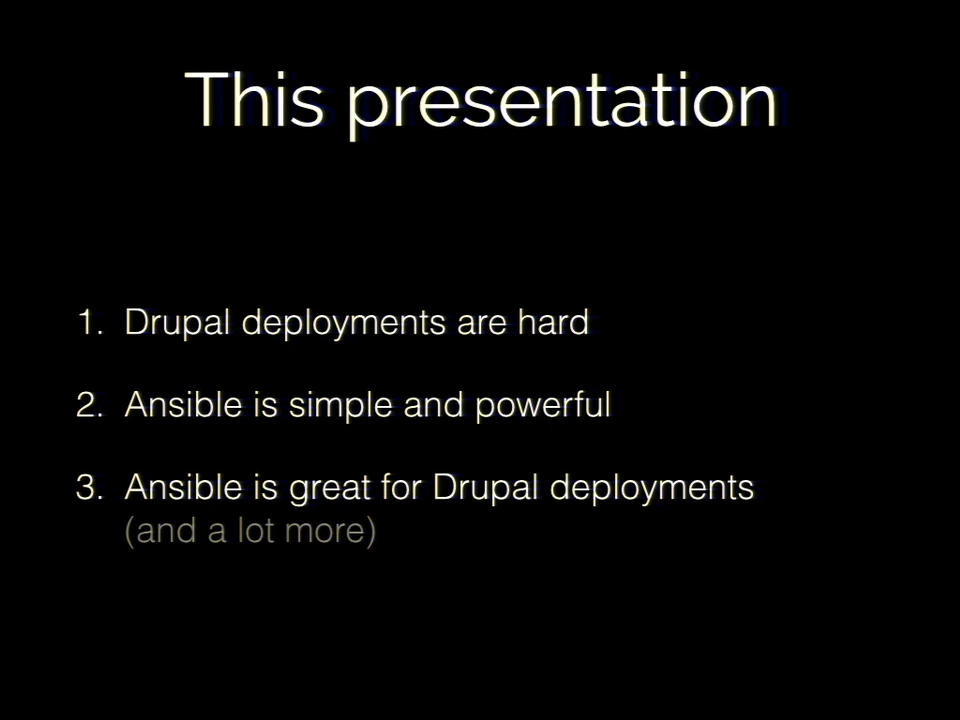 This presentation
1. Drupal deployments are hard
2. Ansible is simple and powerful
3. Ansible is great for Drupal deployments
(and a lot more)